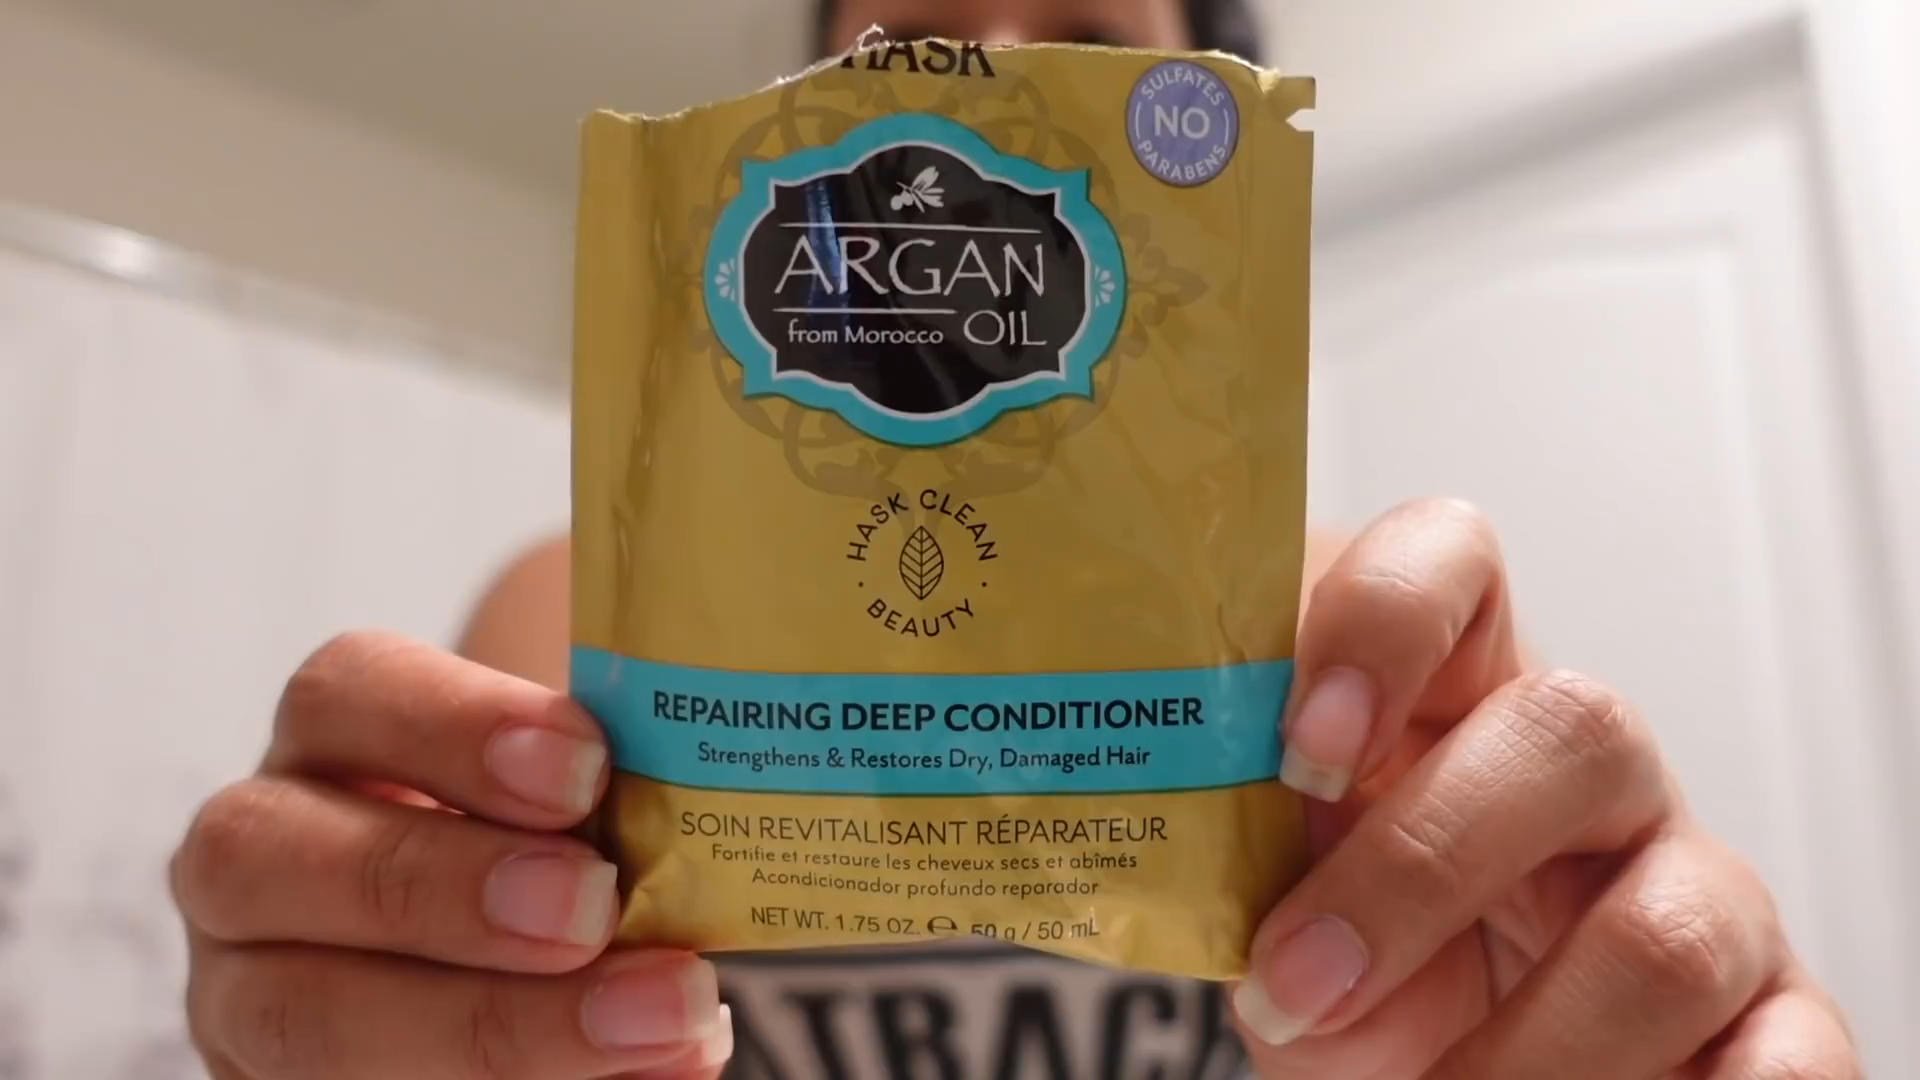 HASK
SULFATES
NO
PARABENS
ARGAN
from Morocco OIL
HASK CLEAN
BEAUTY
REPAIRING DEEP CONDITIONER
Strengthens & Restores Dry, Damaged Hair
SOIN REVITALISANT RÉPARATEUR
Fortifie et restaure les cheveux secs et abîmés
Acondicionador profundo reparador
NET WT. 1.75 OZ. ℮ 50 g / 50 mL